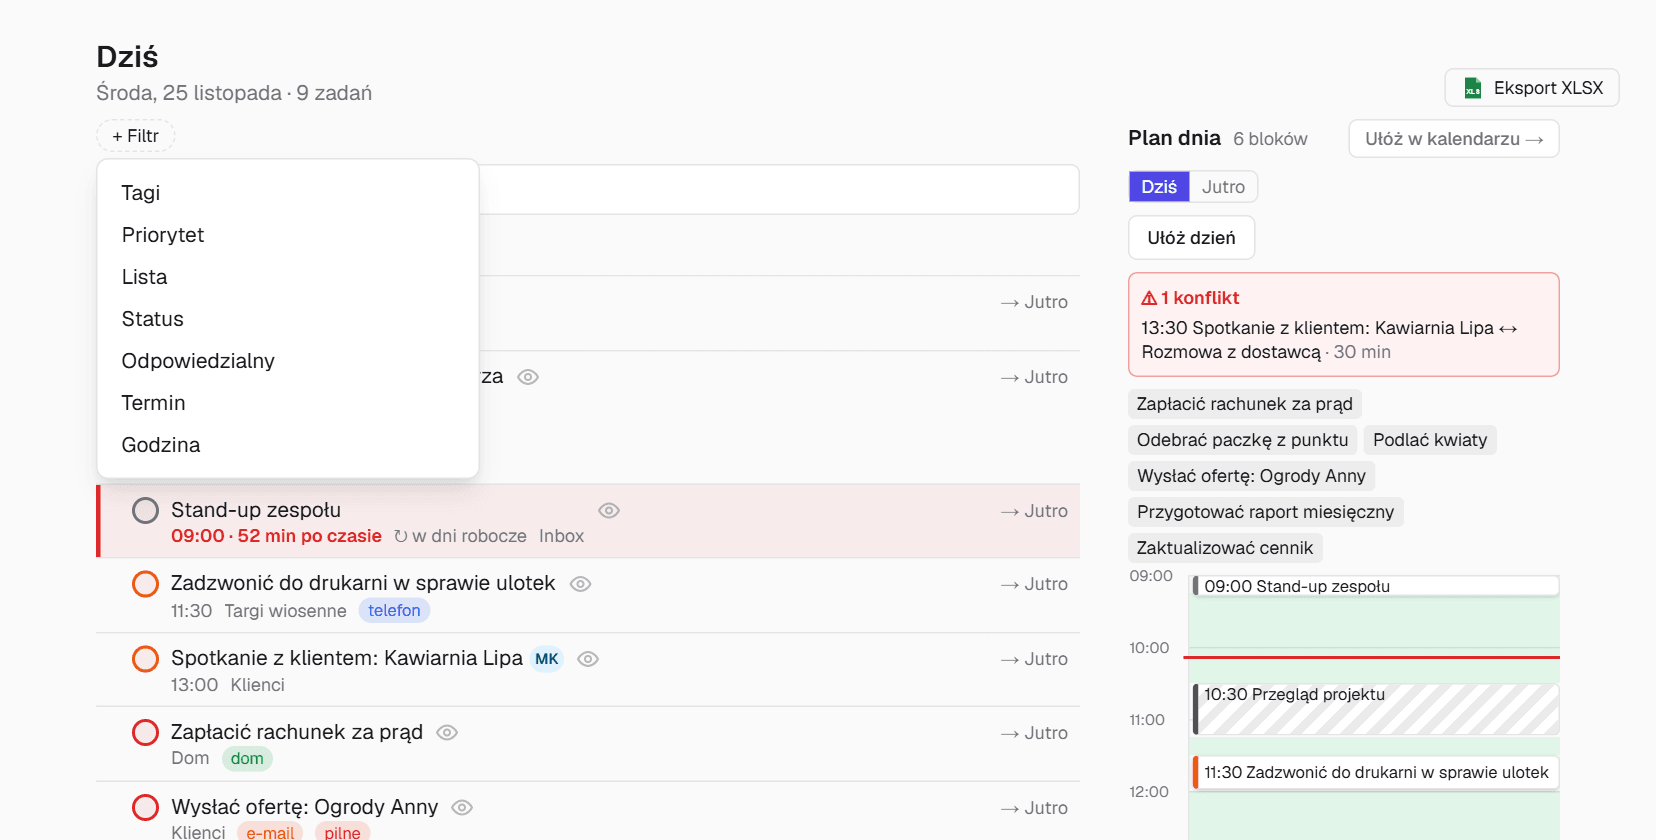 Dziś
Środa, 25 listopada · 9 zadań
+ Filtr
Tagi
Priorytet
Lista
Status
Odpowiedzialny
Termin
Godzina
→ Jutro
→ Jutro
Stand-up zespołu → Jutro
09:00 · 52 min po czasie ↻ w dni robocze Inbox
Zadzwonić do drukarni w sprawie ulotek → Jutro
11:30 Targi wiosenne telefon
Spotkanie z klientem: Kawiarnia Lipa MK → Jutro
13:00 Klienci
Zapłacić rachunek za prąd → Jutro
Dom dom
Wysłać ofertę: Ogrody Anny → Jutro
Klienci e-mail pilne
Eksport XLSX
Plan dnia 6 bloków Ułóż w kalendarzu →
Dziś Jutro
Ułóż dzień
⚠ 1 konflikt
13:30 Spotkanie z klientem: Kawiarnia Lipa ↔
Rozmowa z dostawcą · 30 min
Zapłacić rachunek za prąd
Odebrać paczkę z punktu Podlać kwiaty
Wysłać ofertę: Ogrody Anny
Przygotować raport miesięczny
Zaktualizować cennik
09:00 09:00 Stand-up zespołu
10:00
10:30 Przegląd projektu
11:00
11:30 Zadzwonić do drukarni w sprawie ulotek
12:00